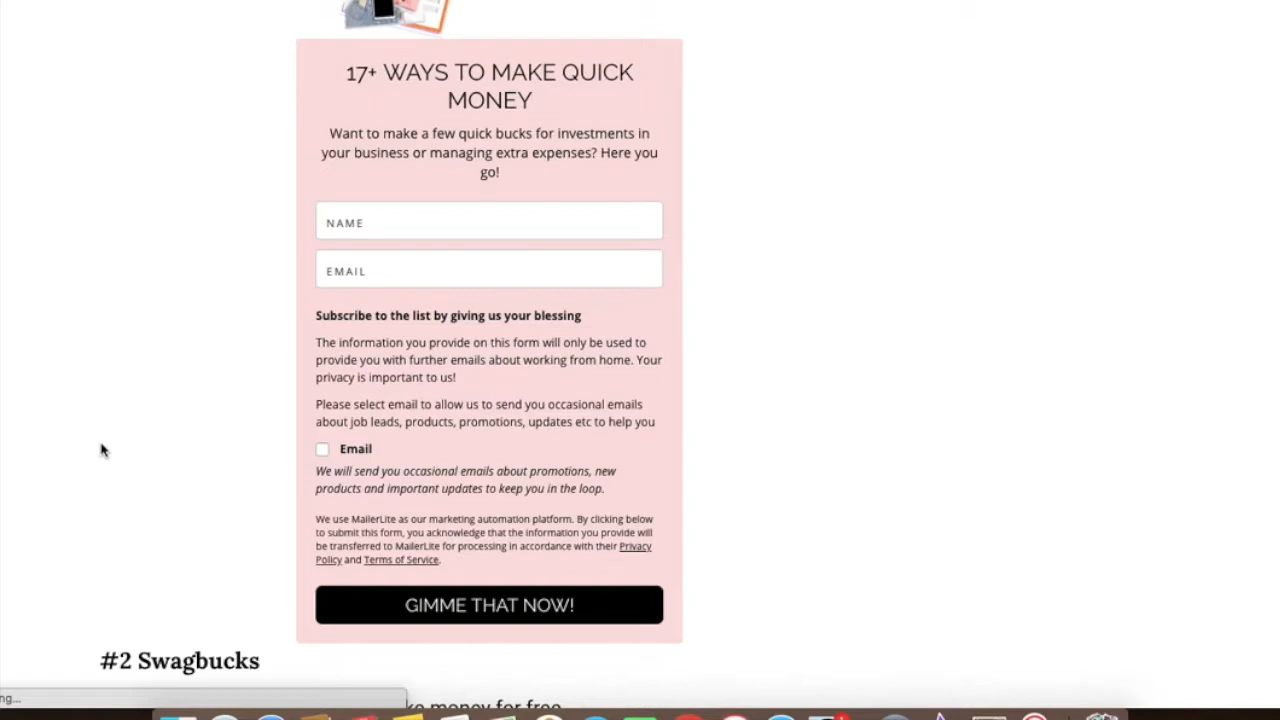 17+ WAYS TO MAKE QUICK
MONEY
Want to make a few quick bucks for investments in
your business or managing extra expenses? Here you
go!
NAME
EMAIL
Subscribe to the list by giving us your blessing
The information you provide on this form will only be used to
provide you with further emails about working from home. Your
privacy is important to us!
Please select email to allow us to send you occasional emails
about job leads, products, promotions, updates etc to help you
Email
We will send you occasional emails about promotions, new
products and important updates to keep you in the loop.
We use MailerLite as our marketing automation platform. By clicking below
to submit this form, you acknowledge that the information you provide will
be transferred to MailerLite for processing in accordance with their Privacy
Policy and Terms of Service.
GIMME THAT NOW!
#2 Swagbucks
ng...
ke money for free